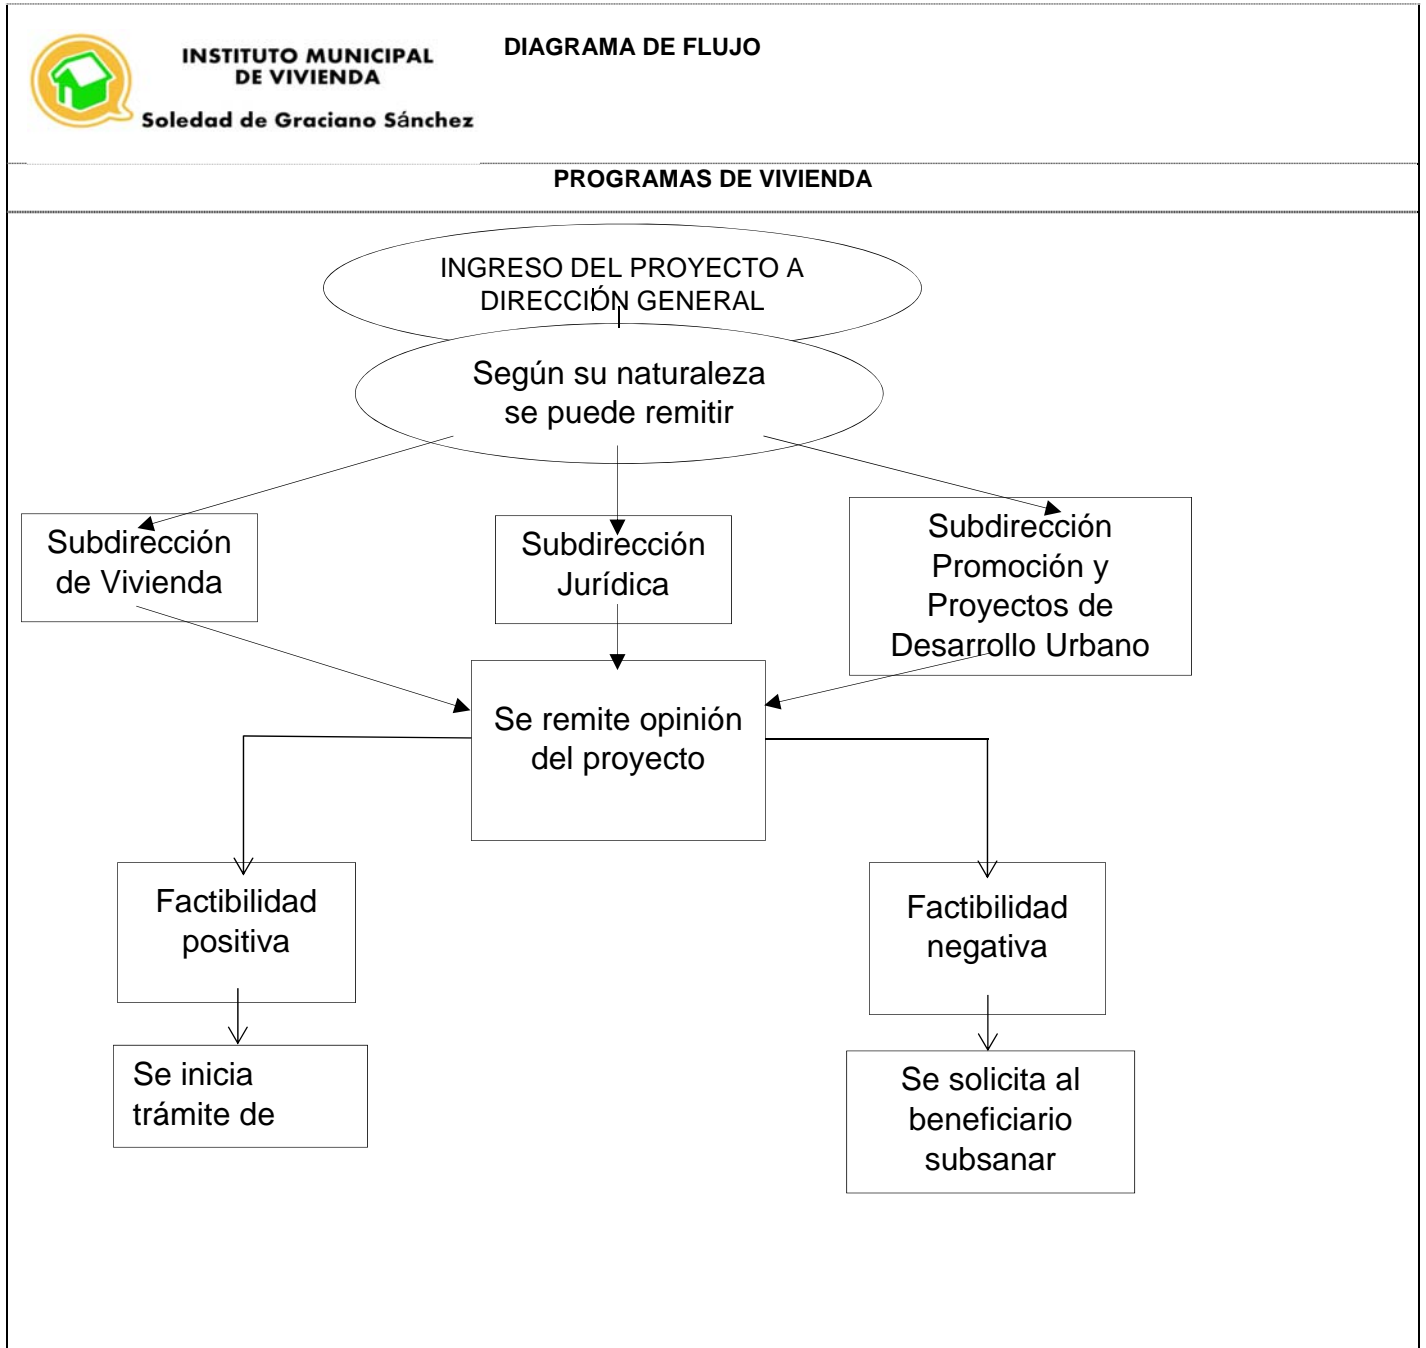 INSTITUTO MUNICIPAL
DE VIVIENDA
Soledad de Graciano Sánchez
DIAGRAMA DE FLUJO
PROGRAMAS DE VIVIENDA
INGRESO DEL PROYECTO A
DIRECCIÓN GENERAL
Según su naturaleza
se puede remitir
Subdirección
de Vivienda
Subdirección
Jurídica
Subdirección
Promoción y
Proyectos de
Desarrollo Urbano
Se remite opinión
del proyecto
Factibilidad
positiva
Factibilidad
negativa
Se inicia
trámite de
Se solicita al
beneficiario
subsanar